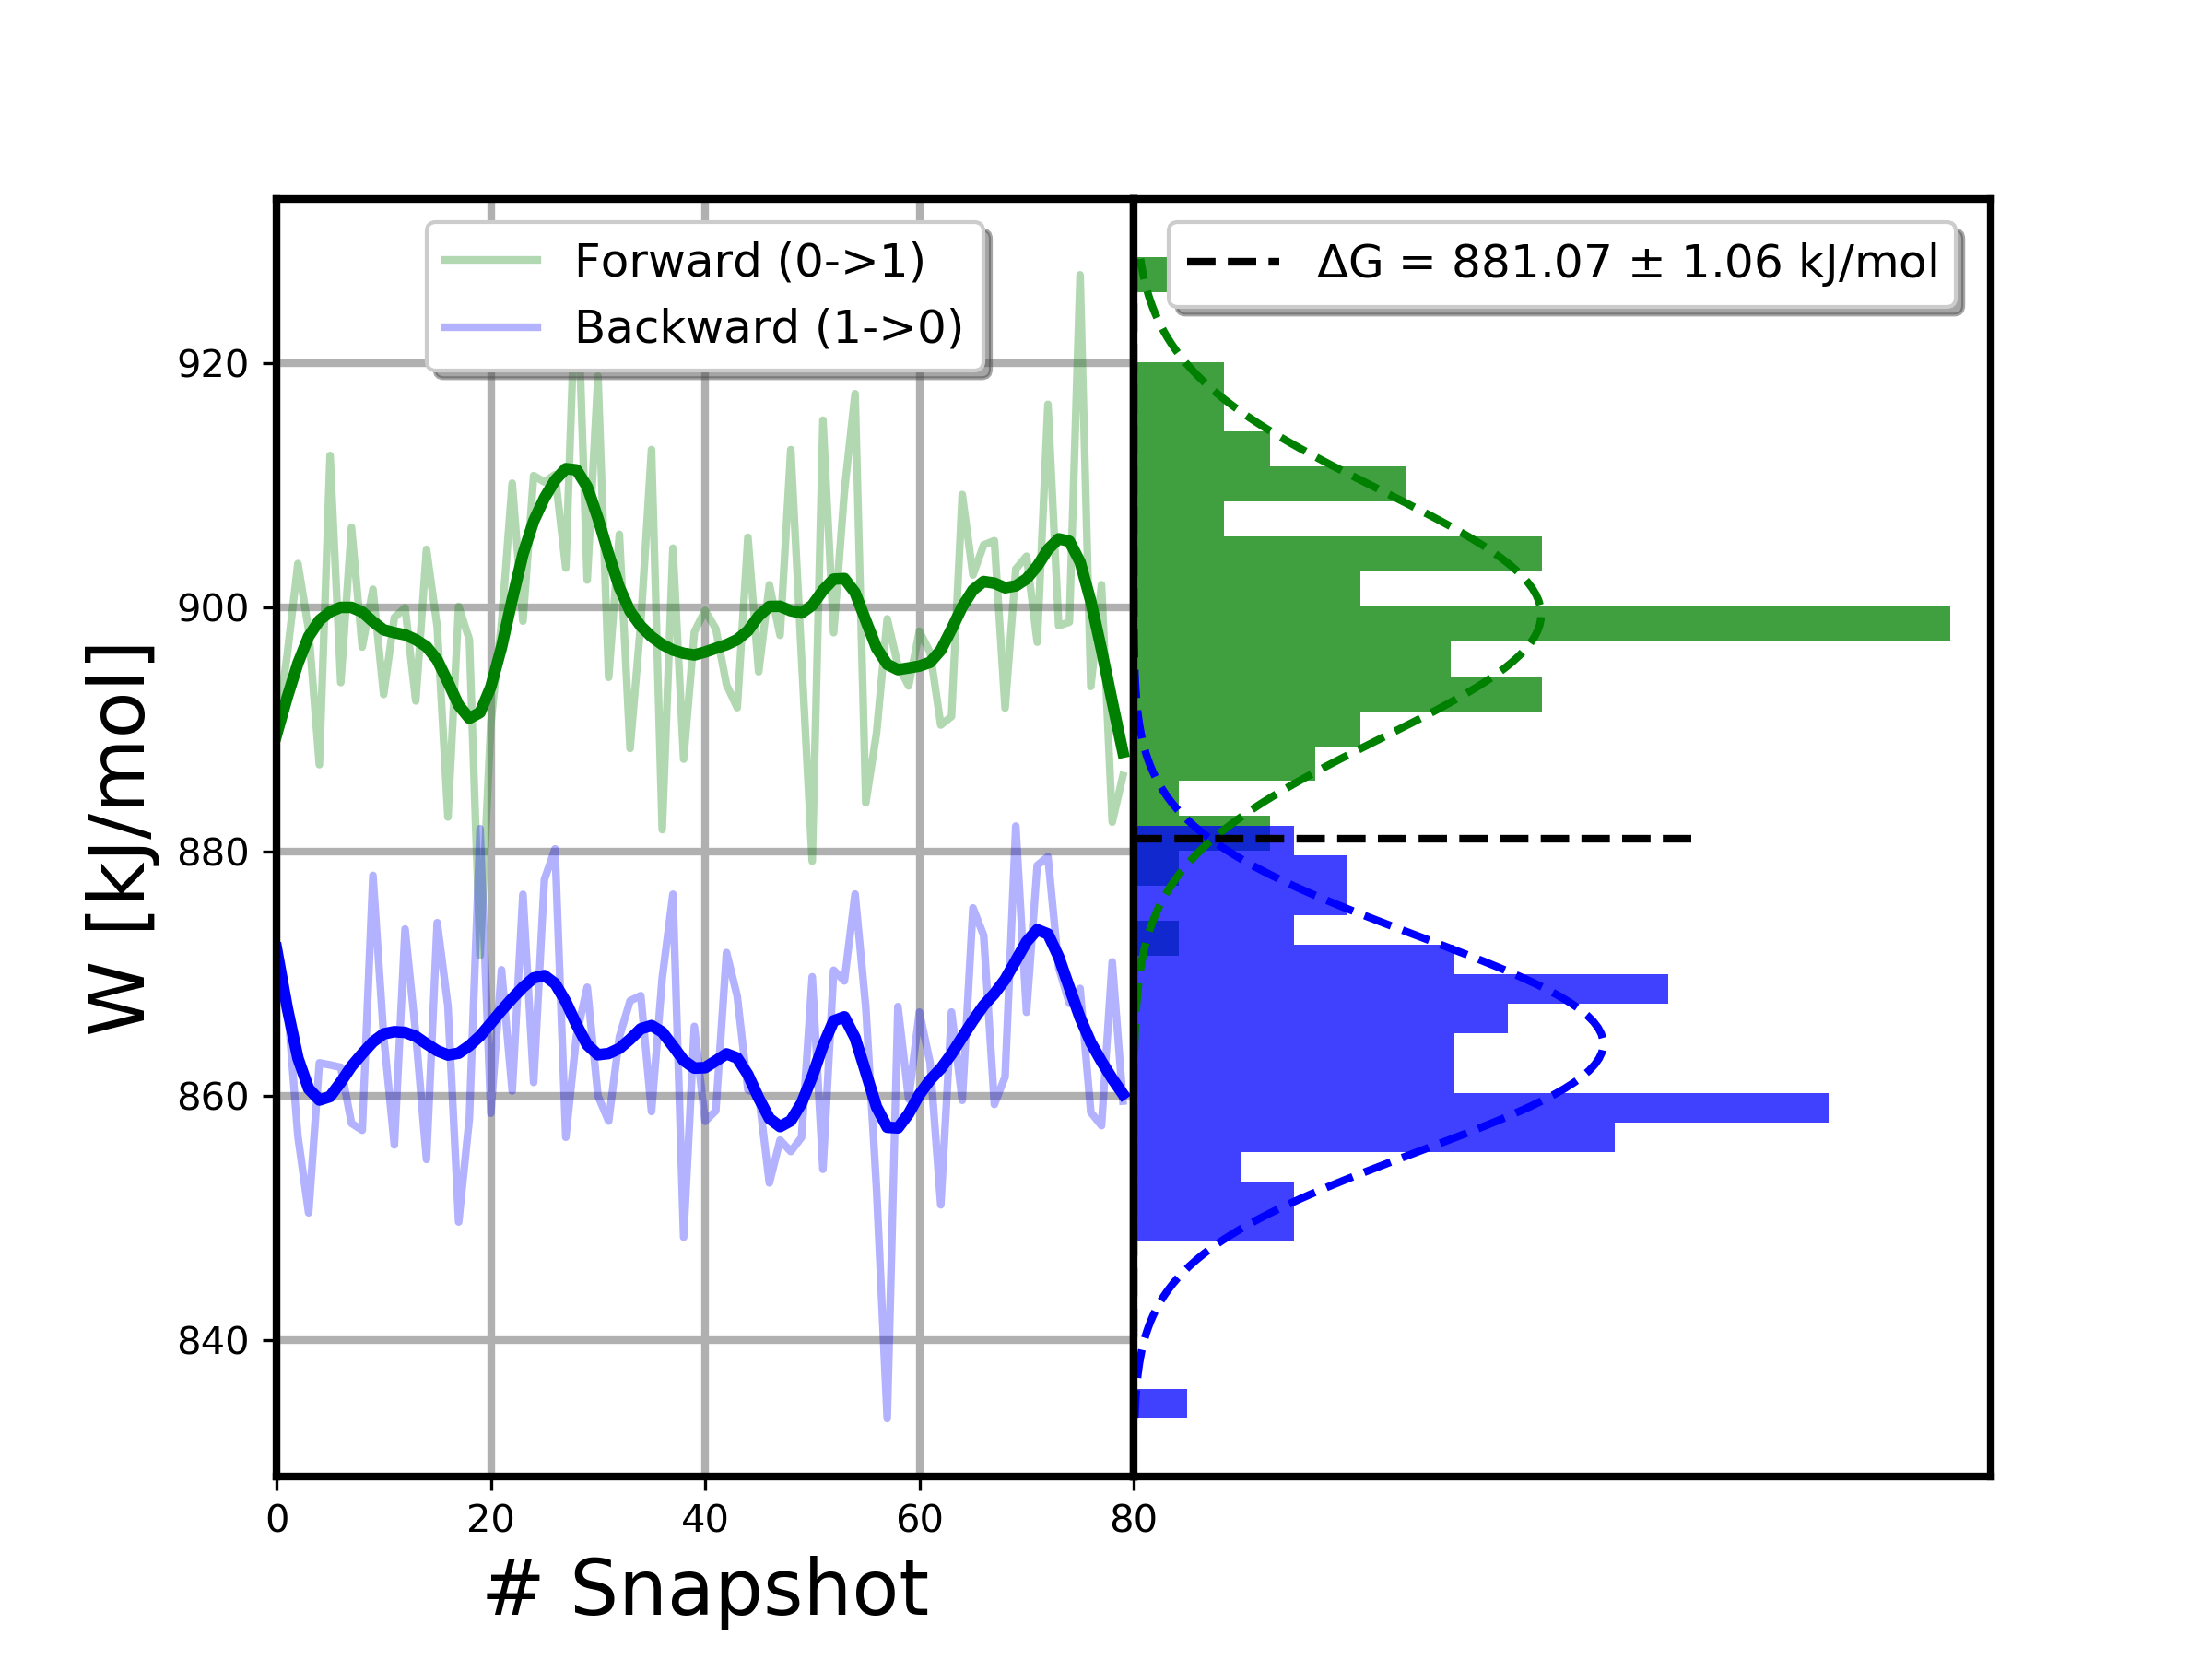 Forward (0->1)
Backward (1->0)
ΔG = 881.07 ± 1.06 kJ/mol
W [kJ/mol]
920
900
880
860
840
0 20 40 60 80
# Snapshot